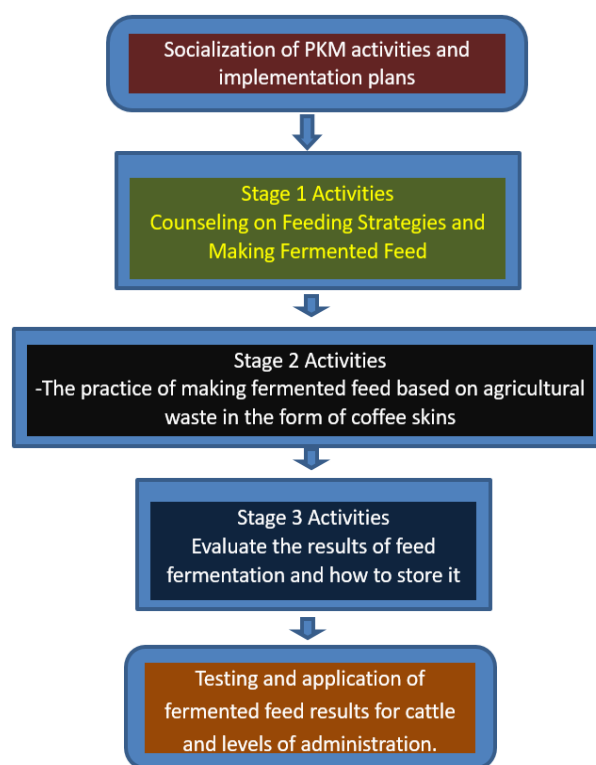 Socialization of PKM activities and
implementation plans
Stage 1 Activities
Counseling on Feeding Strategies and
Making Fermented Feed
Stage 2 Activities
-The practice of making fermented feed based on agricultural
waste in the form of coffee skins
Stage 3 Activities
Evaluate the results of feed
fermentation and how to store it
Testing and application of
fermented feed results for cattle
and levels of administration.